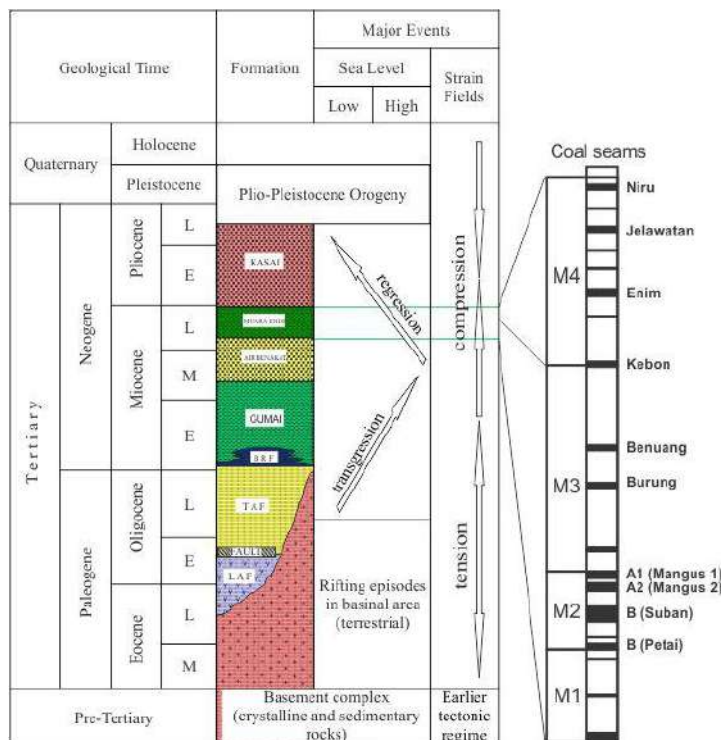 Major Events
Geological Time
Formation
Sea Level
Strain
Fields
Low
High
Quaternary
Holocene
Pleistocene
Plio-Pleistocene Orogeny
Tertiary
Neogene
Pliocene
L
E
KASAI
Miocene
L
M
E
GUMAI
BRF
Paleogene
Oligocene
L
E
TAF
FAULT
LAF
Eocene
L
M
regression
transgression
Rifting episodes
in basinal area
(terrestrial)
compression
tension
Pre-Tertiary
Basement complex
(crystalline and sedimentary
rocks)
Earlier
tectonic
regime
Coal seams
M4
M3
M2
M1
Niru
Jelawatan
Enim
Kebon
Benuang
Burung
A1 (Mangus 1)
A2 (Mangus 2)
B (Suban)
B (Petai)